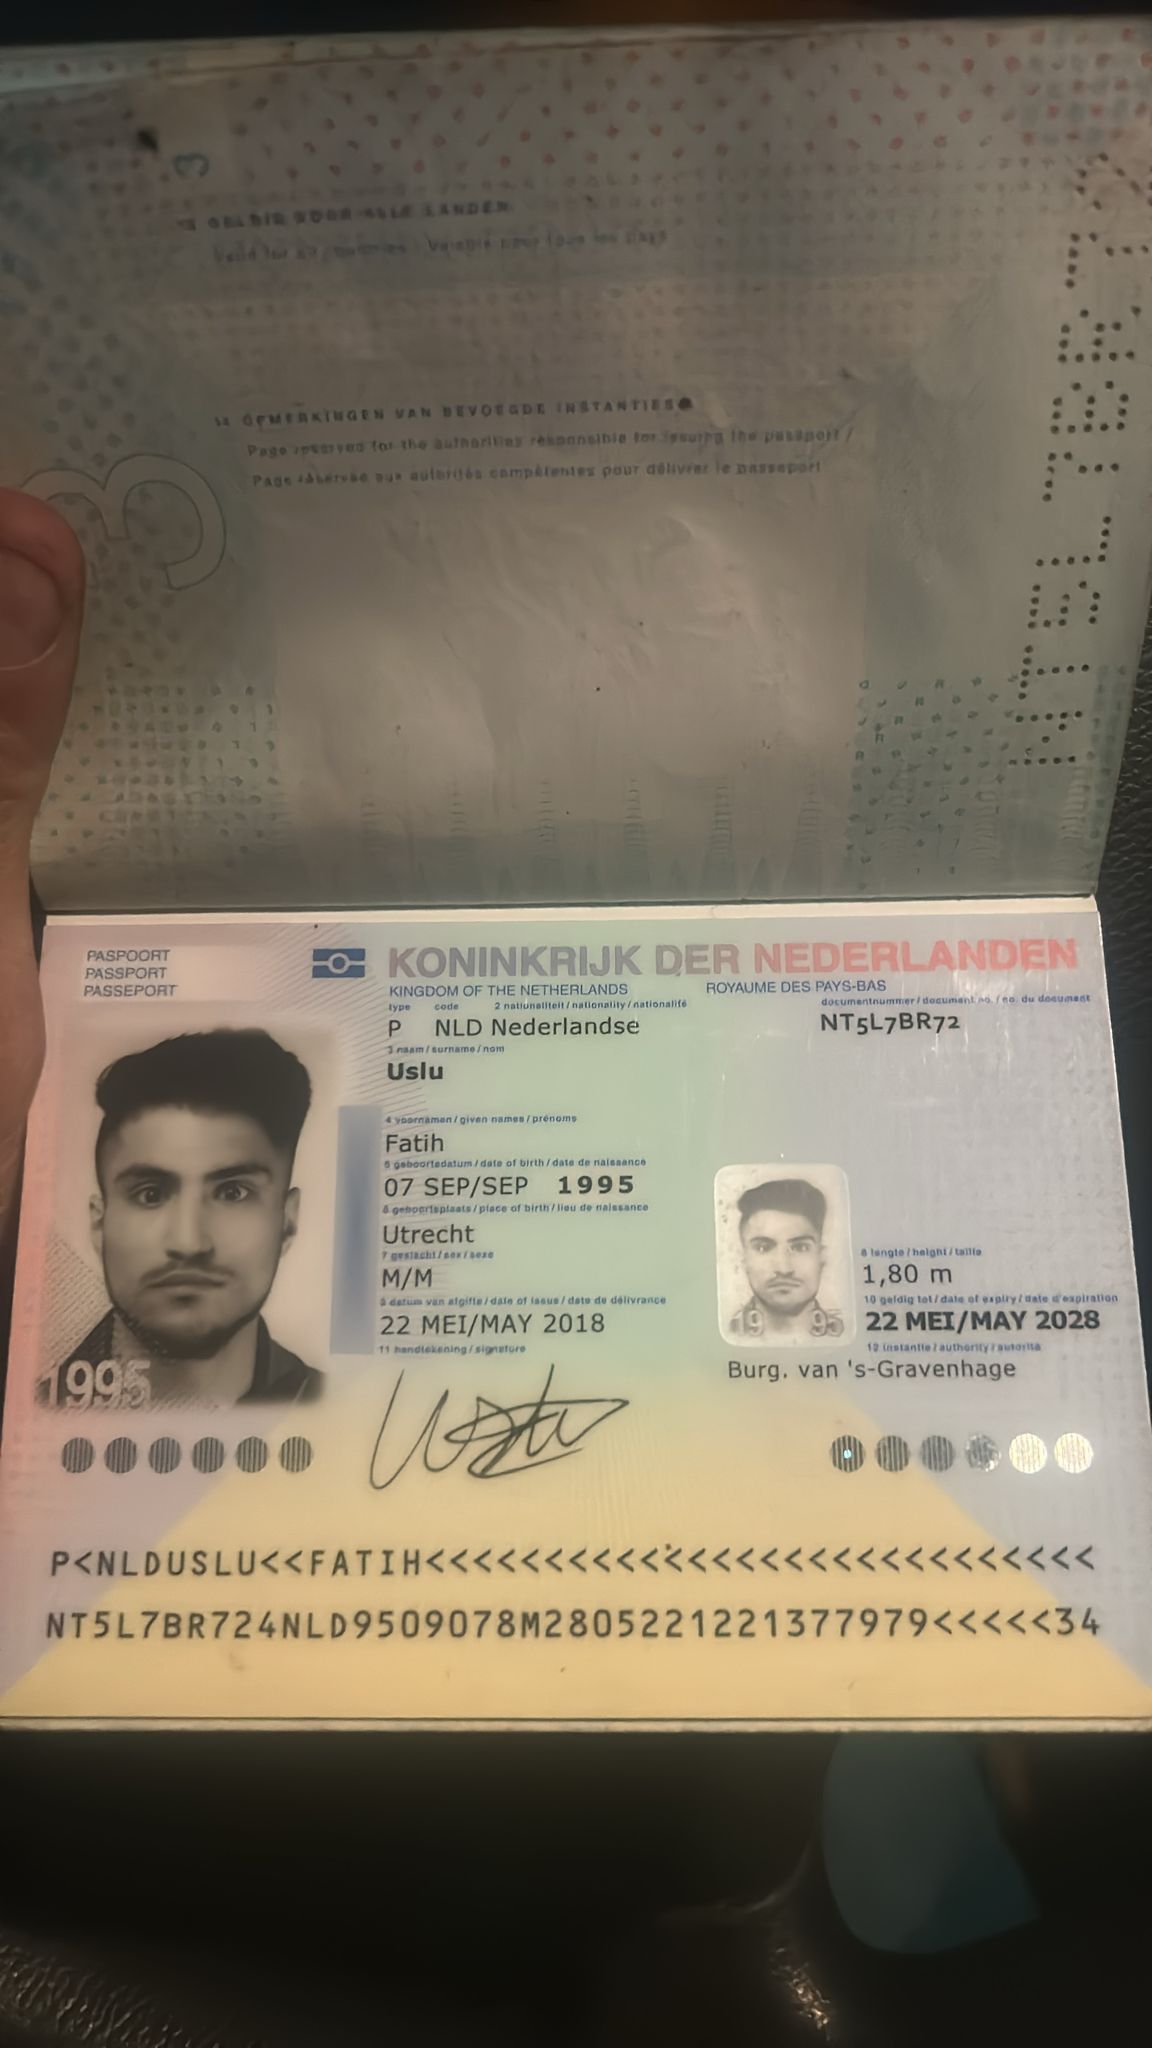 3
GELDIG VOOR ALLE LANDEN
Valid for all countries / Valable pour tous les pays
12 OPMERKINGEN VAN BEVOEGDE INSTANTIES
Page reserved for the authorities responsible for issuing the passport /
Page réservée aux autorités compétentes pour délivrer le passeport
3
PASPOORT
PASSPORT
PASSEPORT
KONINKRIJK DER NEDERLANDEN
KINGDOM OF THE NETHERLANDS ROYAUME DES PAYS-BAS
type code 2 nationaliteit / nationality / nationalité documentnummer / document no. / no. du document
P NLD Nederlandse NT5L7BR72
3 naam / surname / nom
Uslu
4 voornamen / given names / prénoms
Fatih
geboortedatum / date of birth / date de naissance
07 SEP/SEP 1995
geboorteplaats / place of birth / lieu de naissance
Utrecht
7 geslacht / sex / sexe
M/M
8 lengte / height / taille
1,80 m
datum van afgifte / date of issue / date de délivrance
22 MEI/MAY 2018
10 geldig tot / date of expiry / date d'expiration
22 MEI/MAY 2028
11 handtekening / signature
12 instantie / authority / autorité
Burg. van 's-Gravenhage
1995
19 95
P<NLDUSLU<<FATIH<<<<<<<<<<<<<<<<<<<<<<<<<<<<
NT5L7BR724NLD9509078M2805221221377979<<<<<34